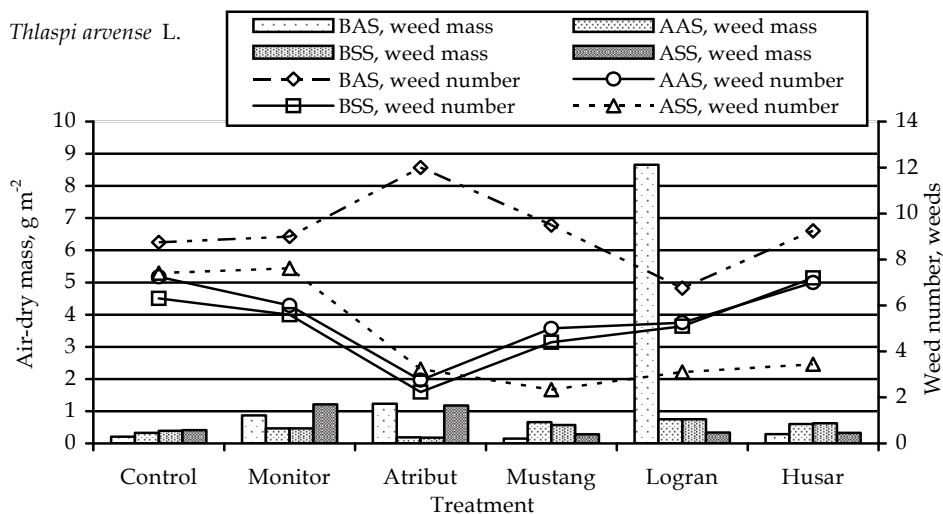 Thlaspi arvense L.
BAS, weed mass AAS, weed mass
BSS, weed mass ASS, weed mass
BAS, weed number AAS, weed number
BSS, weed number ASS, weed number
Air-dry mass, g m⁻²
10
9
8
7
6
5
4
3
2
1
0
14
12
10
8
6
4
2
0
Weed number, weeds
Control Monitor Atribut Mustang Logran Husar
Treatment